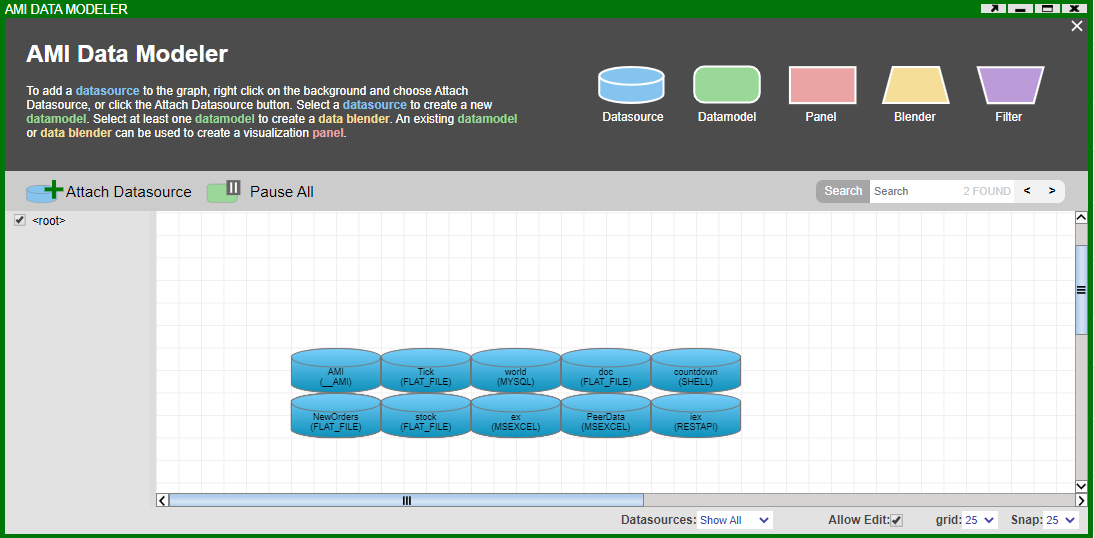 AMI DATA MODELER
AMI Data Modeler
To add a datasource to the graph, right click on the background and choose Attach
Datasource, or click the Attach Datasource button. Select a datasource to create a new
datamodel. Select at least one datamodel to create a data blender. An existing datamodel
or data blender can be used to create a visualization panel.
Datasource Datamodel Panel Blender Filter
Attach Datasource Pause All Search Search 2 FOUND < >
<root>
AMI Tick world doc countdown
(__AMI) (FLAT_FILE) (MYSQL) (FLAT_FILE) (SHELL)
NewOrders stock ex PeerData iex
(FLAT_FILE) (FLAT_FILE) (MSEXCEL) (MSEXCEL) (RESTAPI)
Datasources: Show All Allow Edit: grid: 25 Snap: 25